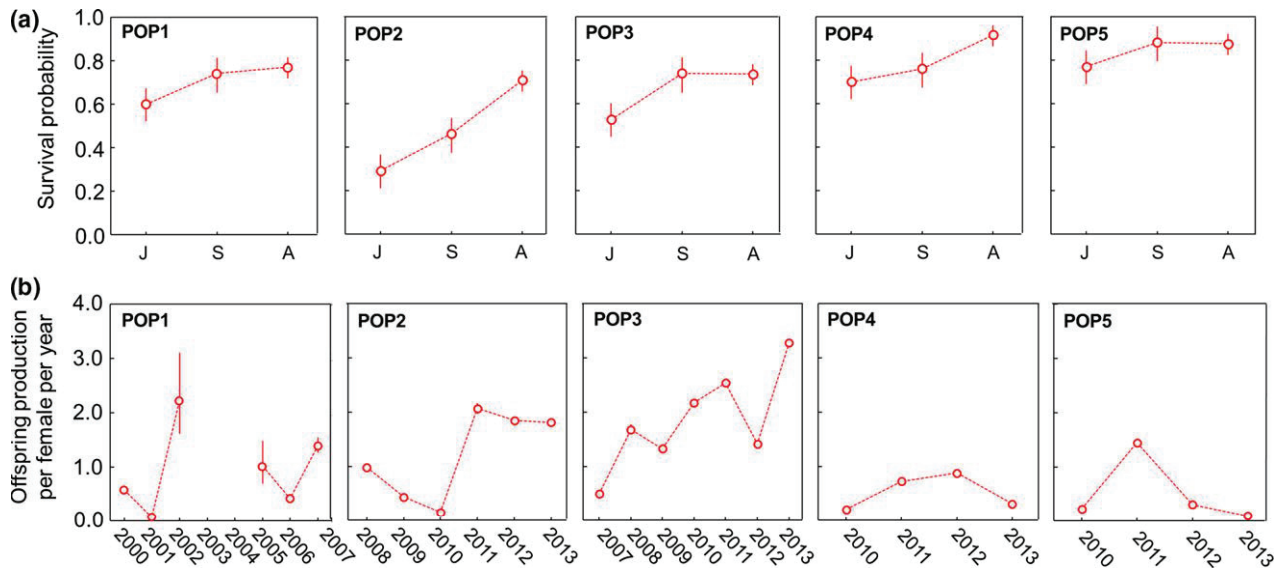 (a)
Survival probability
1.0
0.8
0.6
0.4
0.2
0.0
POP1
POP2
POP3
POP4
POP5
J S A
J S A
J S A
J S A
J S A
(b)
Offspring production
per female per year
4.0
3.0
2.0
1.0
0.0
POP1
POP2
POP3
POP4
POP5
2000 2001 2002 2003 2004 2005 2006 2007
2008 2009 2010 2011 2012 2013
2007 2008 2009 2010 2011 2012 2013
2010 2011 2012 2013
2010 2011 2012 2013